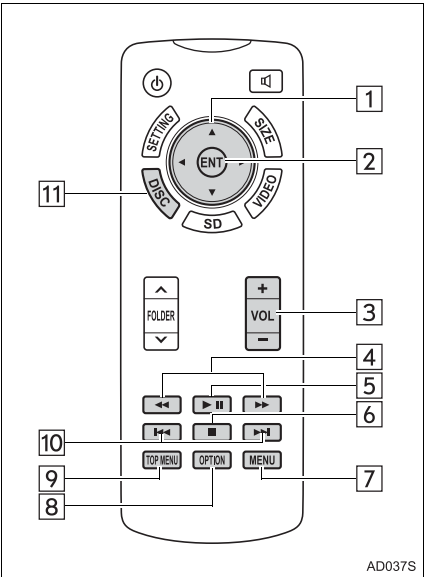 1
SETTING
SIZE
ENT
2
11
DISC
VIDEO
SD
FOLDER
+
VOL
−
3
4
5
6
10
TOP MENU
OPTION
MENU
9
7
8
AD037S